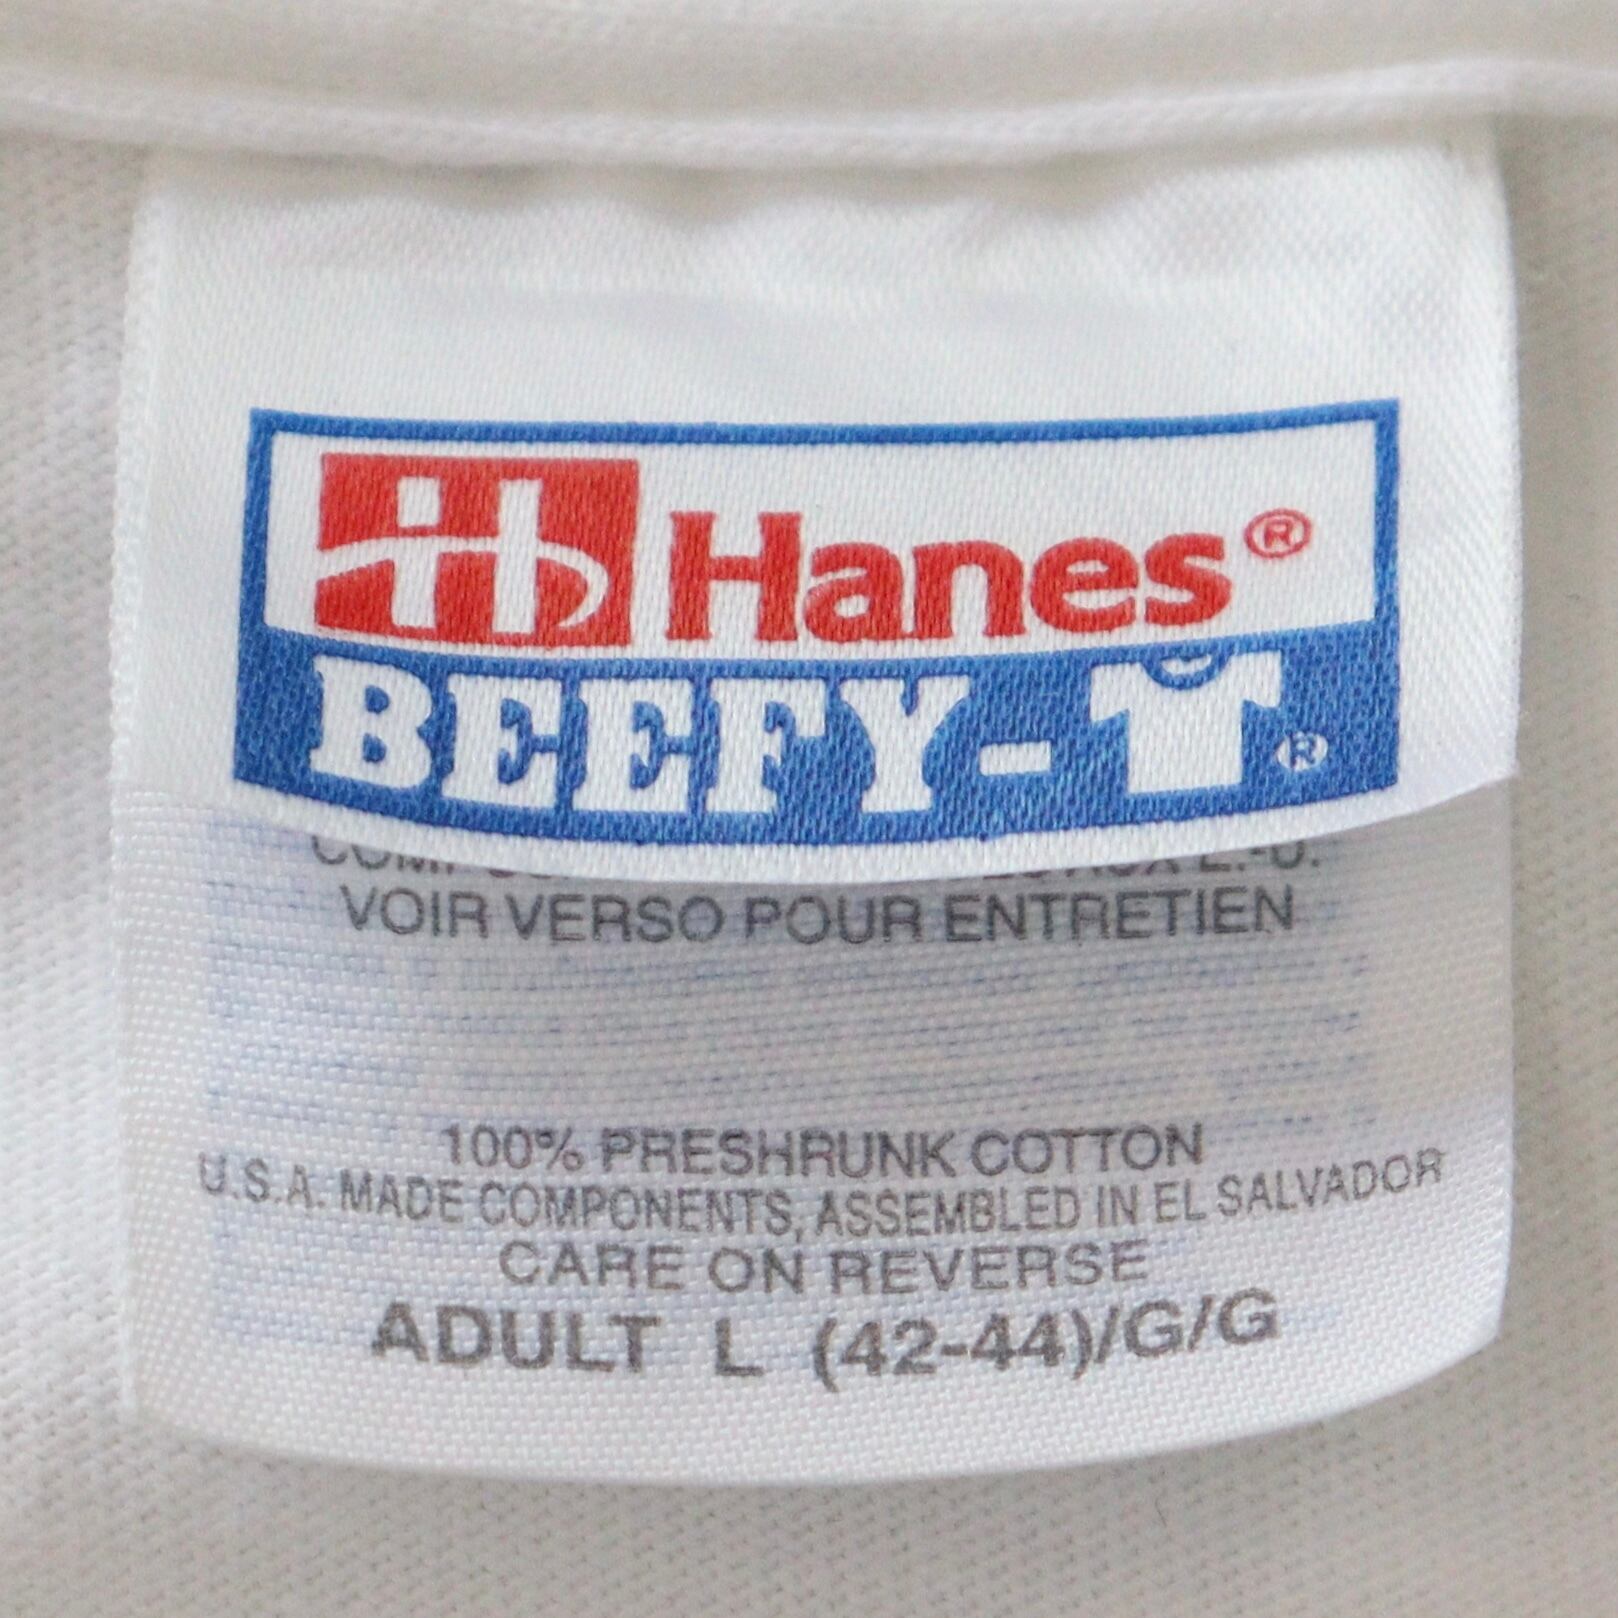 Hanes®
BEEFY-T®
VOIR VERSO POUR ENTRETIEN
100% PRESHRUNK COTTON
U.S.A. MADE COMPONENTS, ASSEMBLED IN EL SALVADOR
CARE ON REVERSE
ADULT L (42-44)/G/G